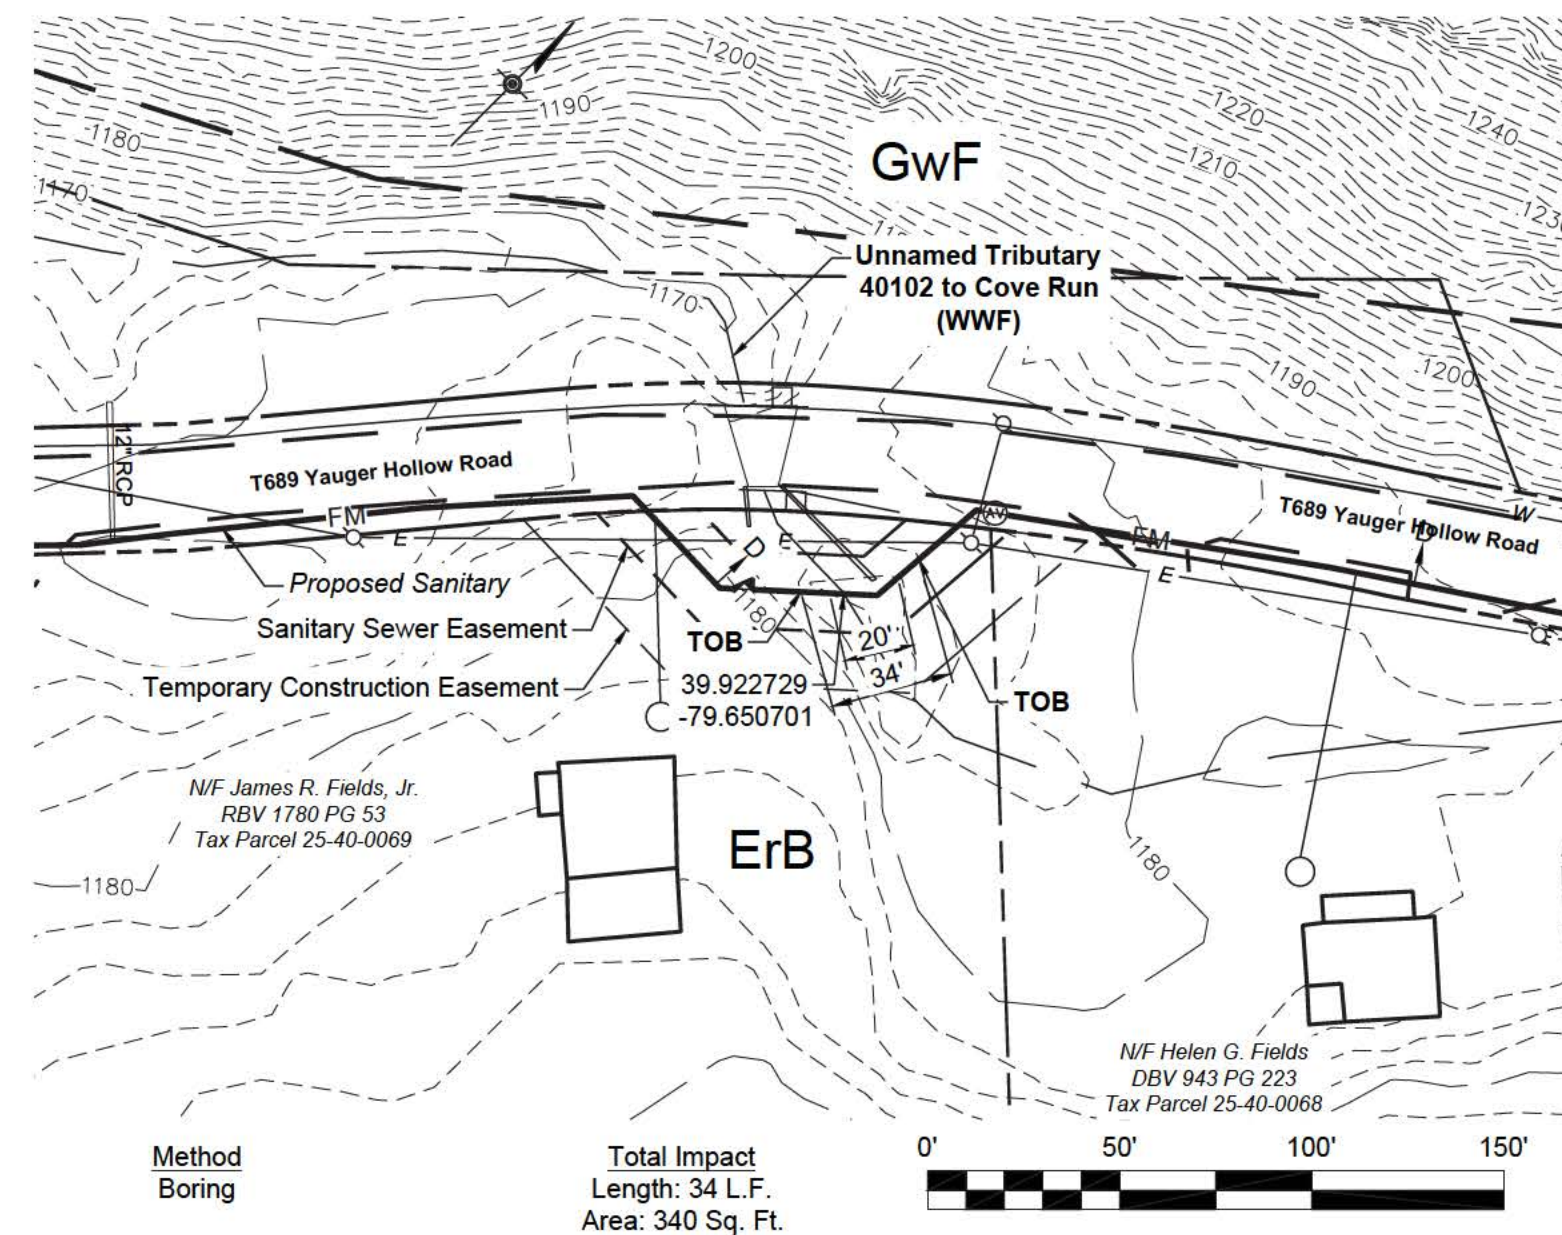 1200
1190
1180
1170
1220
1240
1210
GwF
Unnamed Tributary
40102 to Cove Run
(WWF)
1170
1190
1200
12" RCP
T689 Yauger Hollow Road
T689 Yauger Hollow Road
W
FM
AV
FM
D
E
D
E
E
Proposed Sanitary
Sanitary Sewer Easement
1180
TOB
20'
Temporary Construction Easement
39.922729
-79.650701
34'
TOB
N/F James R. Fields, Jr.
RBV 1780 PG 53
Tax Parcel 25-40-0069
ErB
1180
1180
N/F Helen G. Fields
DBV 943 PG 223
Tax Parcel 25-40-0068
Method
Boring
Total Impact
Length: 34 L.F.
Area: 340 Sq. Ft.
0' 50' 100' 150'